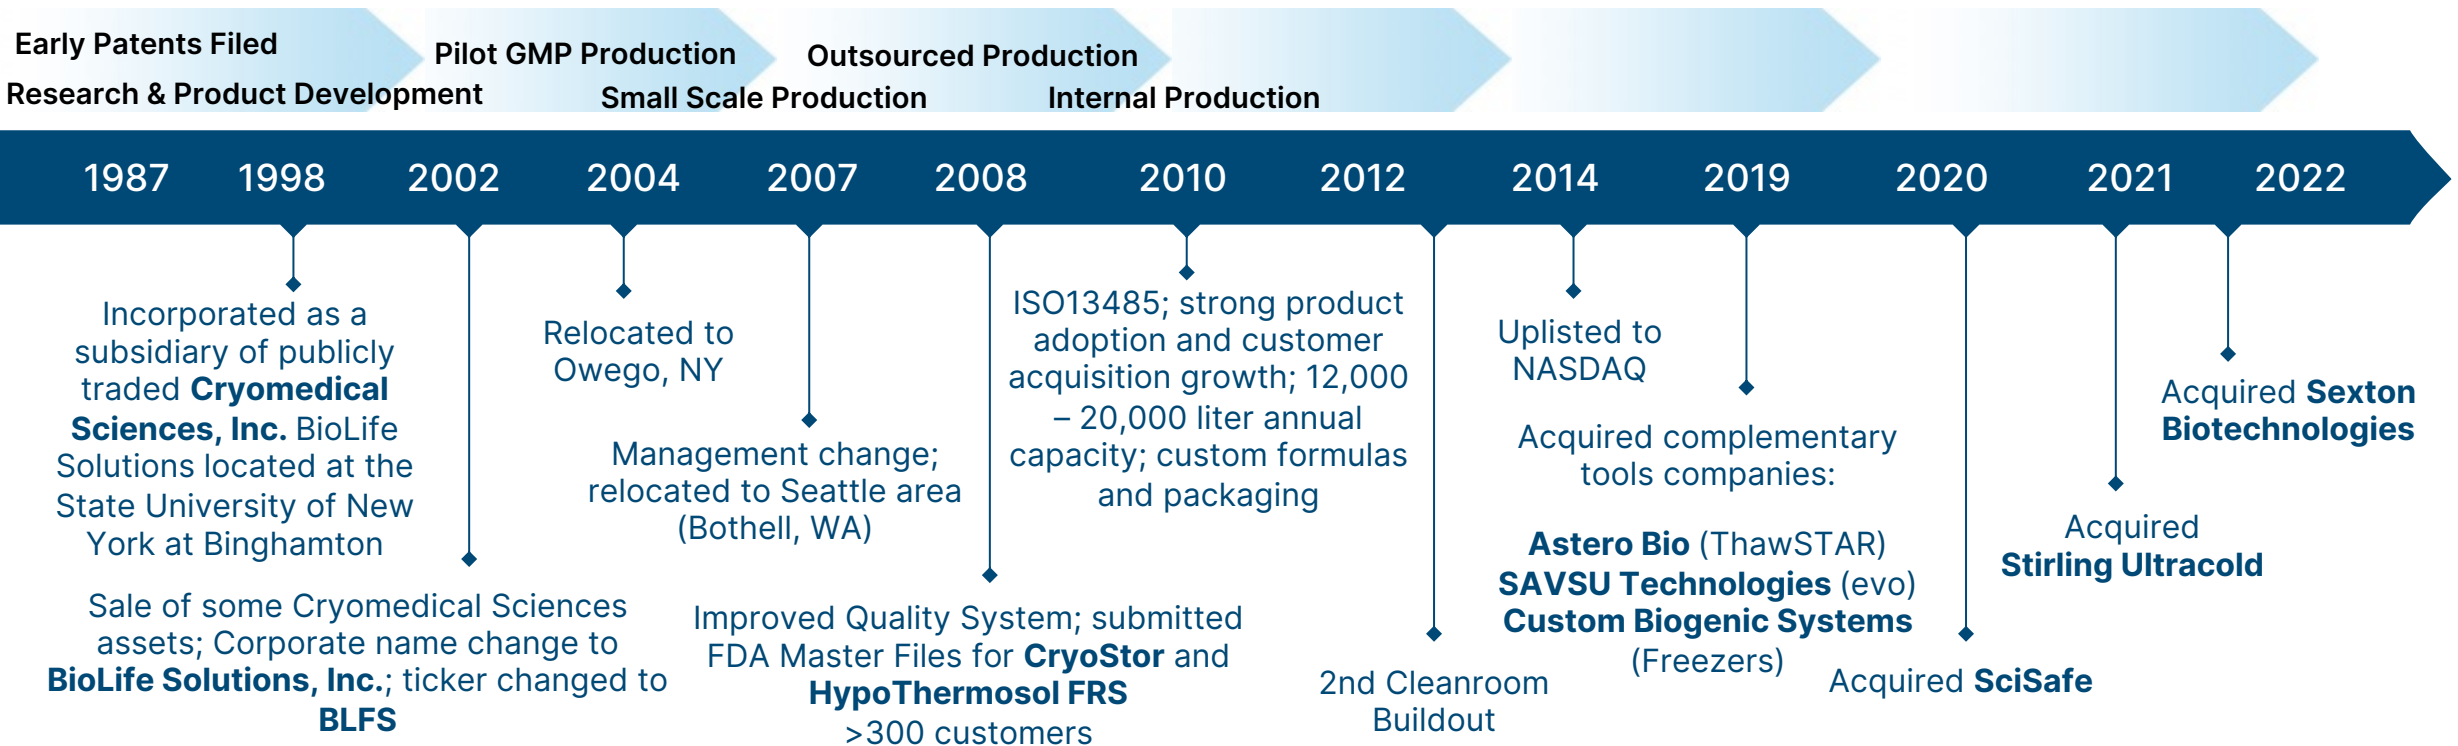 Early Patents Filed
Research & Product Development
Pilot GMP Production
Small Scale Production
Outsourced Production
Internal Production
1987 1998 2002 2004 2007 2008 2010 2012 2014 2019 2020 2021 2022
Incorporated as a
subsidiary of publicly
traded Cryomedical
Sciences, Inc. BioLife
Solutions located at the
State University of New
York at Binghamton
Sale of some Cryomedical Sciences
assets; Corporate name change to
BioLife Solutions, Inc.; ticker changed to
BLFS
Relocated to
Owego, NY
Management change;
relocated to Seattle area
(Bothell, WA)
Improved Quality System; submitted
FDA Master Files for CryoStor and
HypoThermosol FRS
>300 customers
ISO13485; strong product
adoption and customer
acquisition growth; 12,000
– 20,000 liter annual
capacity; custom formulas
and packaging
2nd Cleanroom
Buildout
Uplisted to
NASDAQ
Acquired complementary
tools companies:
Astero Bio (ThawSTAR)
SAVSU Technologies (evo)
Custom Biogenic Systems
(Freezers)
Acquired SciSafe
Acquired
Stirling Ultracold
Acquired Sexton
Biotechnologies